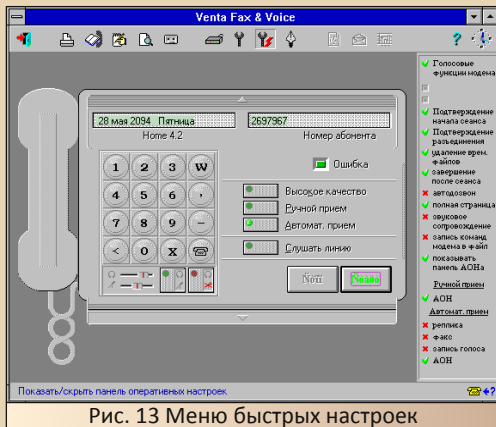 Venta Fax & Voice
28 мая 2094 Пятница
2697967
Home 4.2
Номер абонента
1 2 3 W
4 5 6 ,
7 8 9 -
< 0 X
Ошибка
Высокое качество
Ручной прием
Автомат. прием
Слушать линию
Ñòîï
Голосовые
функции модема
Подтверждение
начала сеанса
Подтверждение
разъединения
удаление врем.
файлов
завершение
после сеанса
автодозвон
полная страница
звуковое
сопровождение
запись команд
модема в файл
показывать
панель АОНа
Ручной прием
АОН
Автомат. прием
реплика
факс
запись голоса
АОН
Показать/скрыть панель оперативных настроек
Рис. 13 Меню быстрых настроек